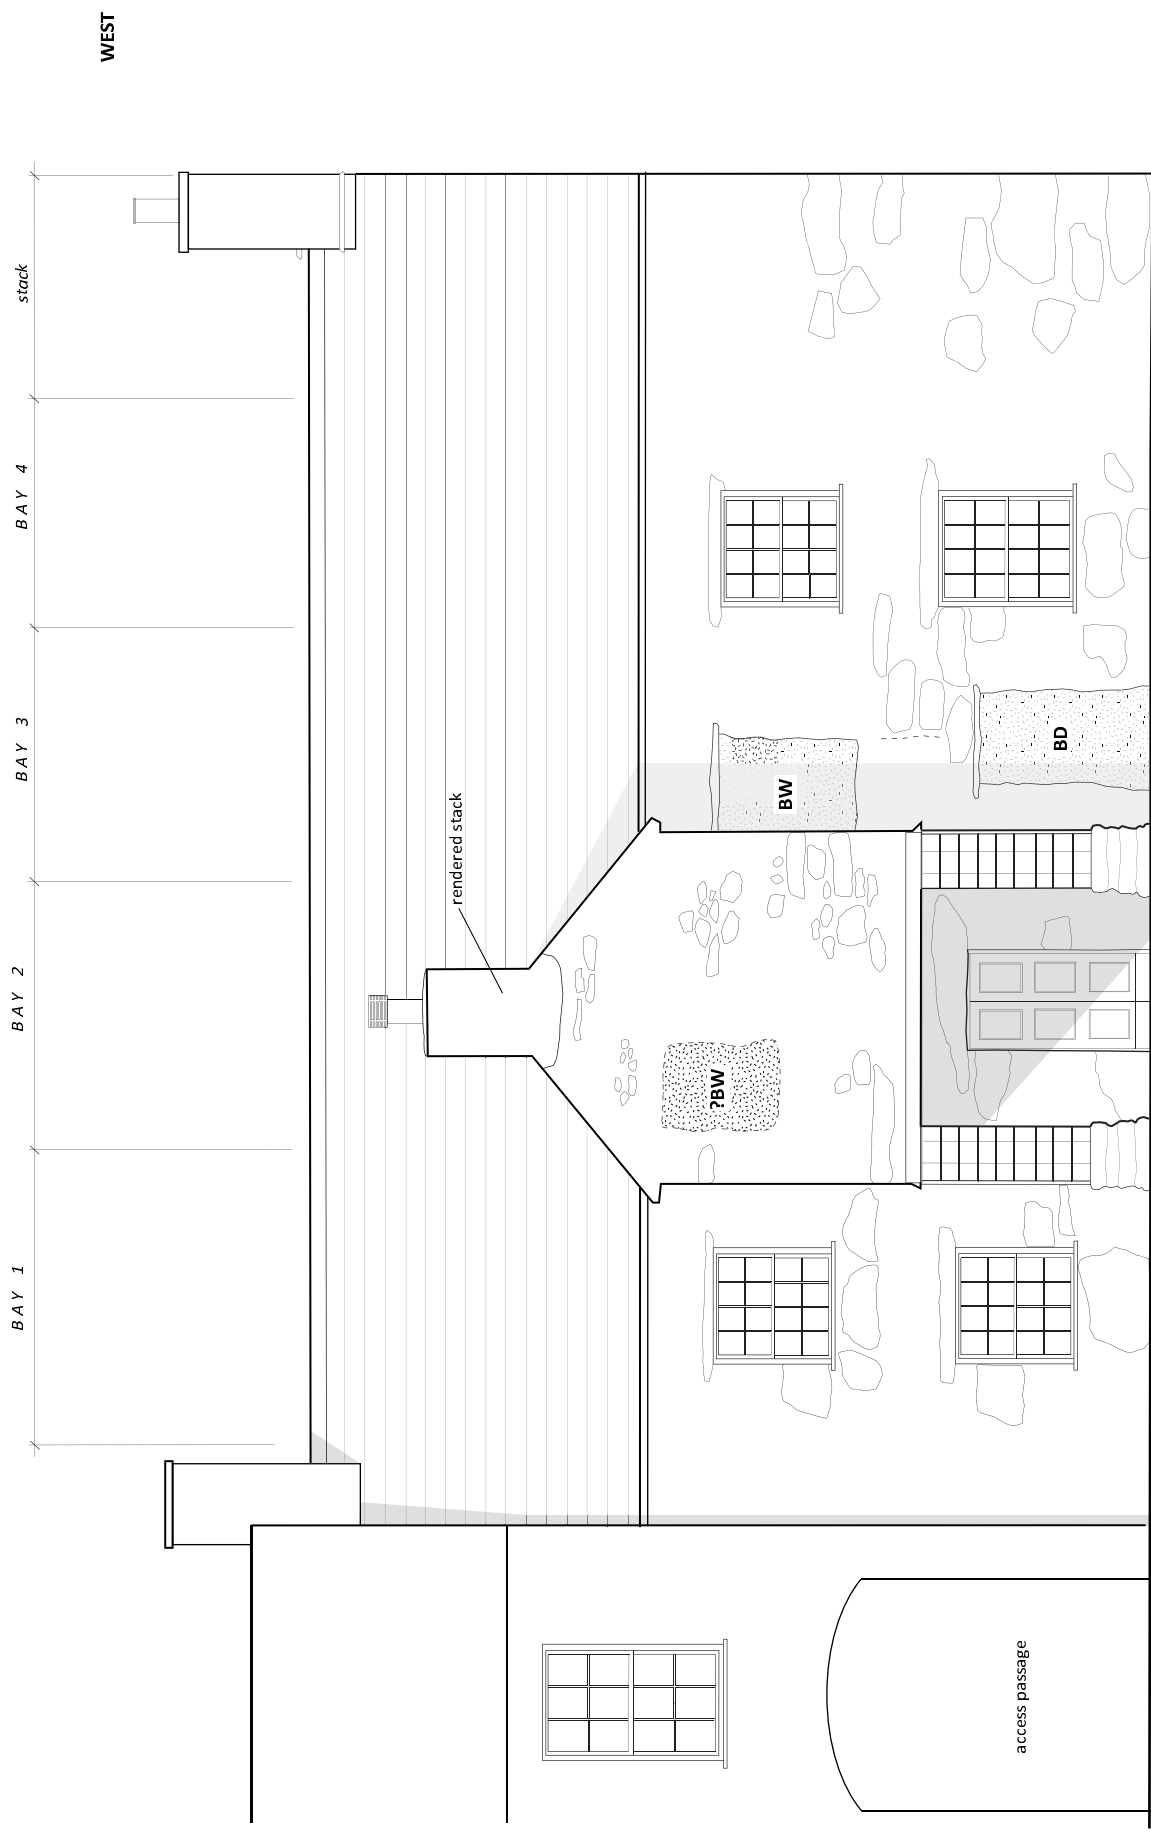 WEST
BAY 1
BAY 2
BAY 3
BAY 4
stack
rendered stack
?BW
BW
BD
access passage